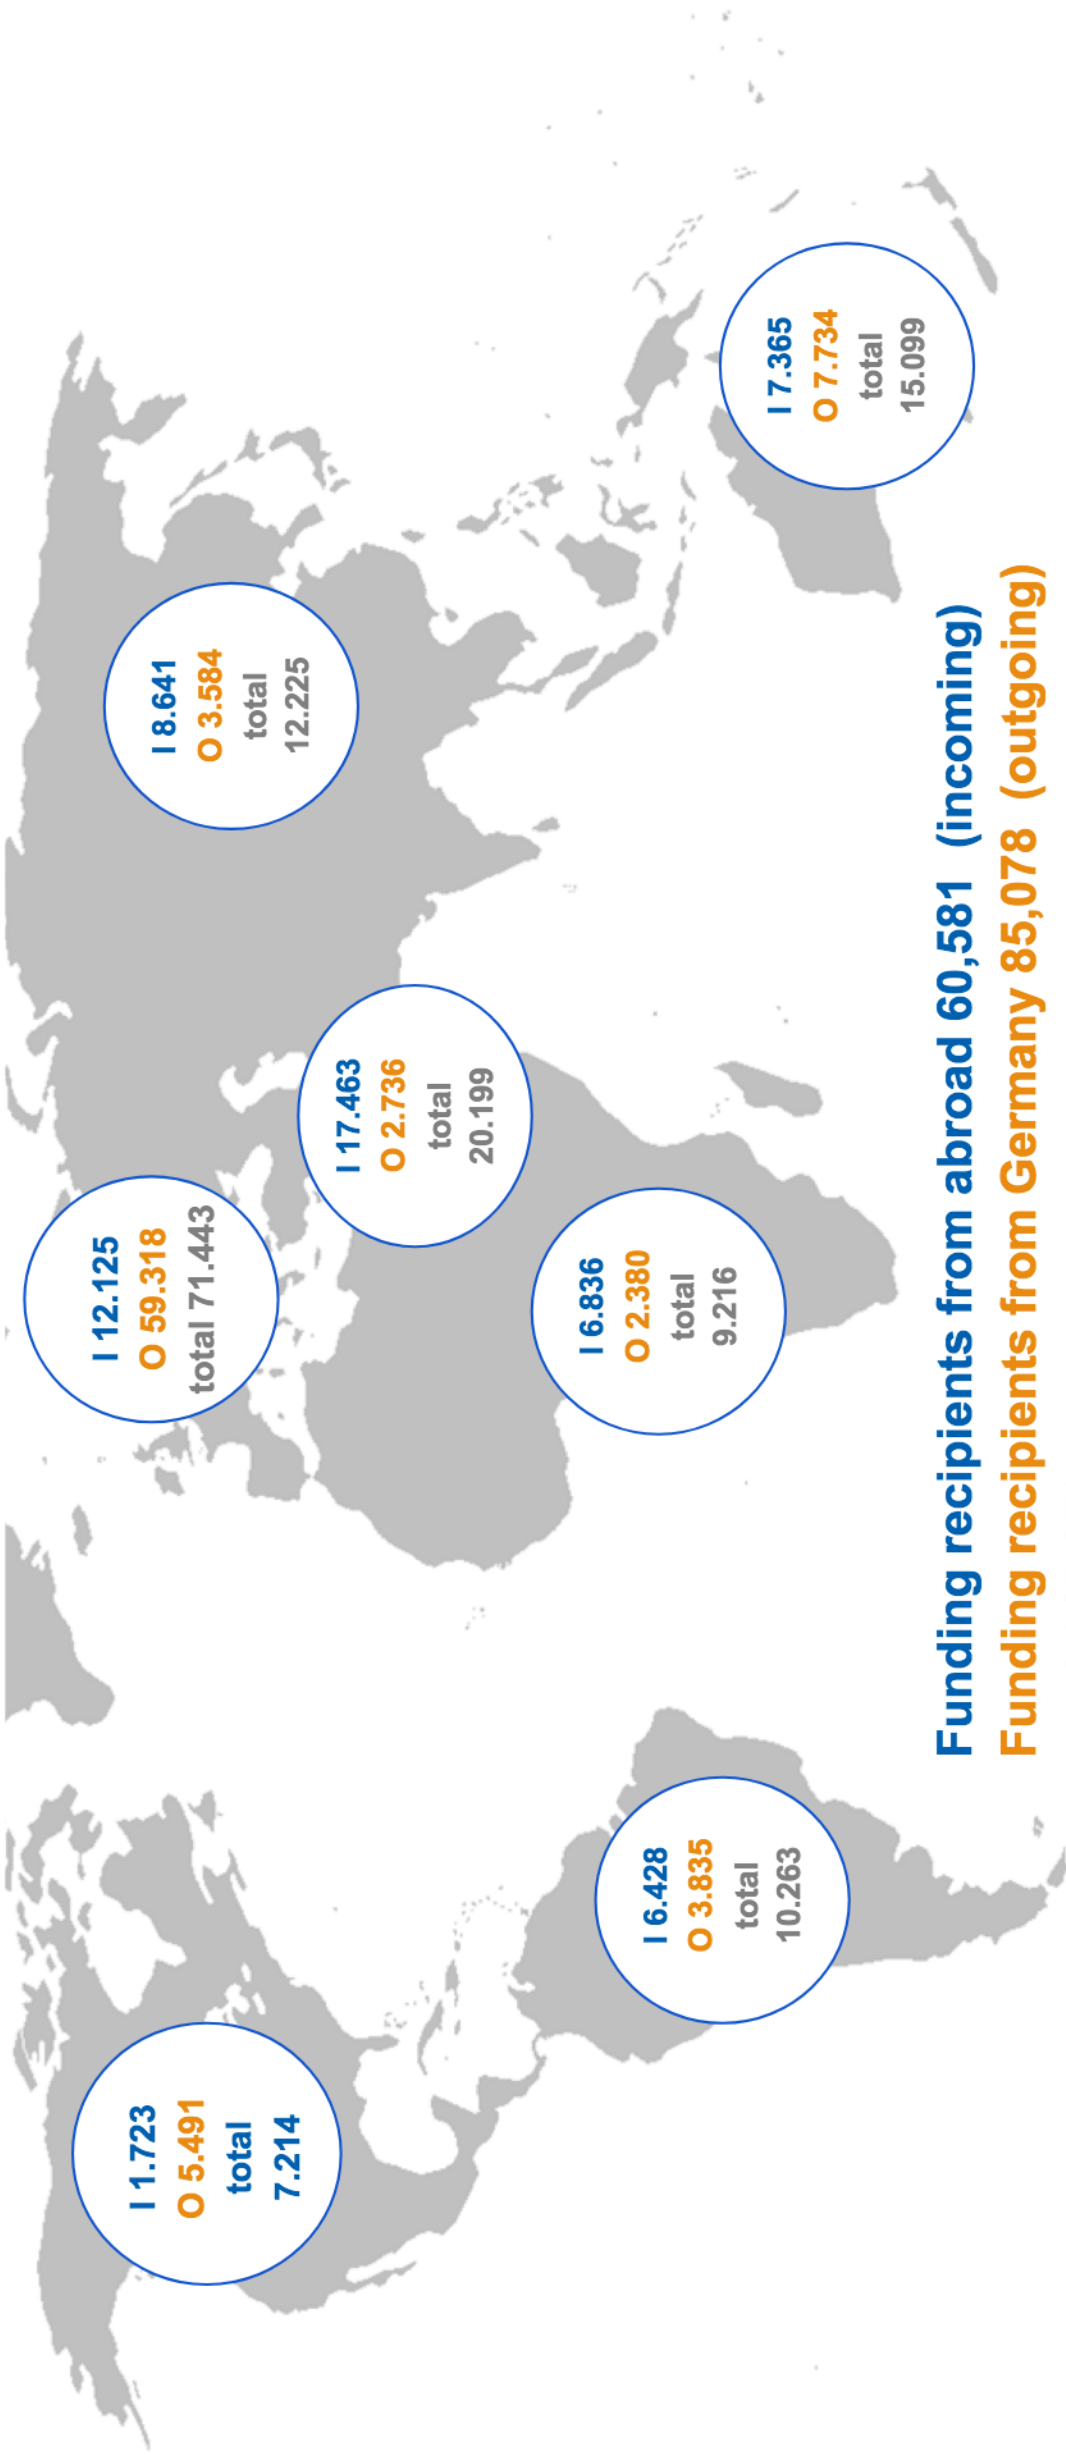 I 1.723
O 5.491
total
7.214
I 12.125
O 59.318
total 71.443
I 8.641
O 3.584
total
12.225
I 17.463
O 2.736
total
20.199
I 6.836
O 2.380
total
9.216
I 6.428
O 3.835
total
10.263
I 7.365
O 7.734
total
15.099
Funding recipients from abroad 60,581 (incoming)
Funding recipients from Germany 85,078 (outgoing)